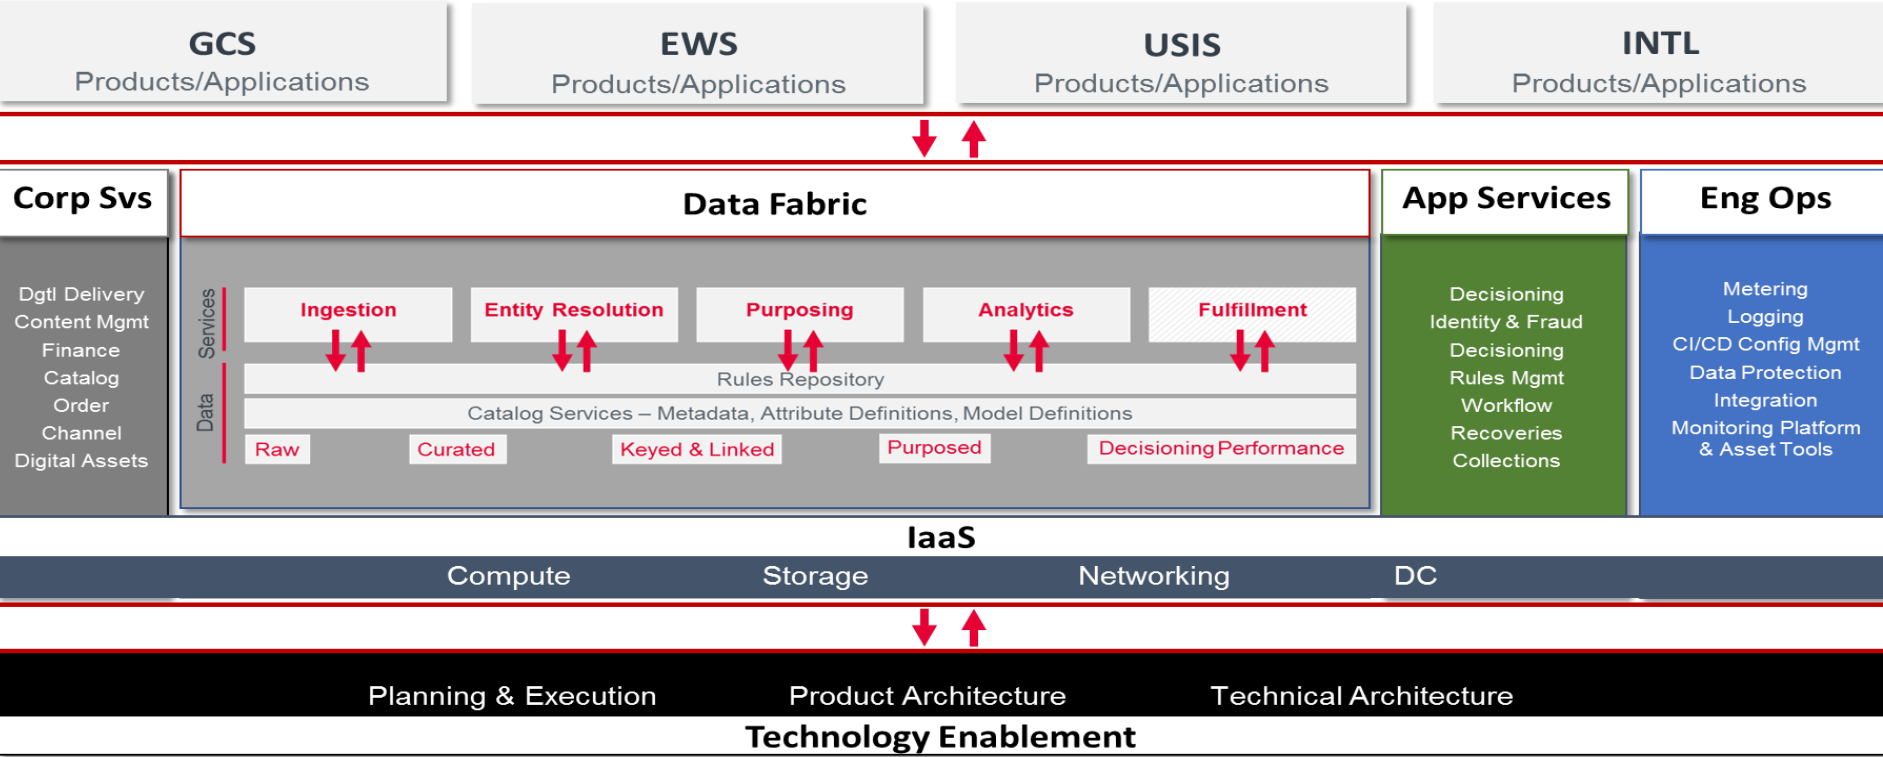 GCS
Products/Applications
EWS
Products/Applications
USIS
Products/Applications
INTL
Products/Applications
Corp Svs
Dgtl Delivery
Content Mgmt
Finance
Catalog
Order
Channel
Digital Assets
Data Fabric
Services
Ingestion
Entity Resolution
Purposing
Analytics
Fulfillment
Data
Rules Repository
Catalog Services – Metadata, Attribute Definitions, Model Definitions
Raw
Curated
Keyed & Linked
Purposed
Decisioning Performance
App Services
Decisioning
Identity & Fraud
Decisioning
Rules Mgmt
Workflow
Recoveries
Collections
Eng Ops
Metering
Logging
CI/CD Config Mgmt
Data Protection
Integration
Monitoring Platform
& Asset Tools
IaaS
Compute
Storage
Networking
DC
Planning & Execution
Product Architecture
Technical Architecture
Technology Enablement